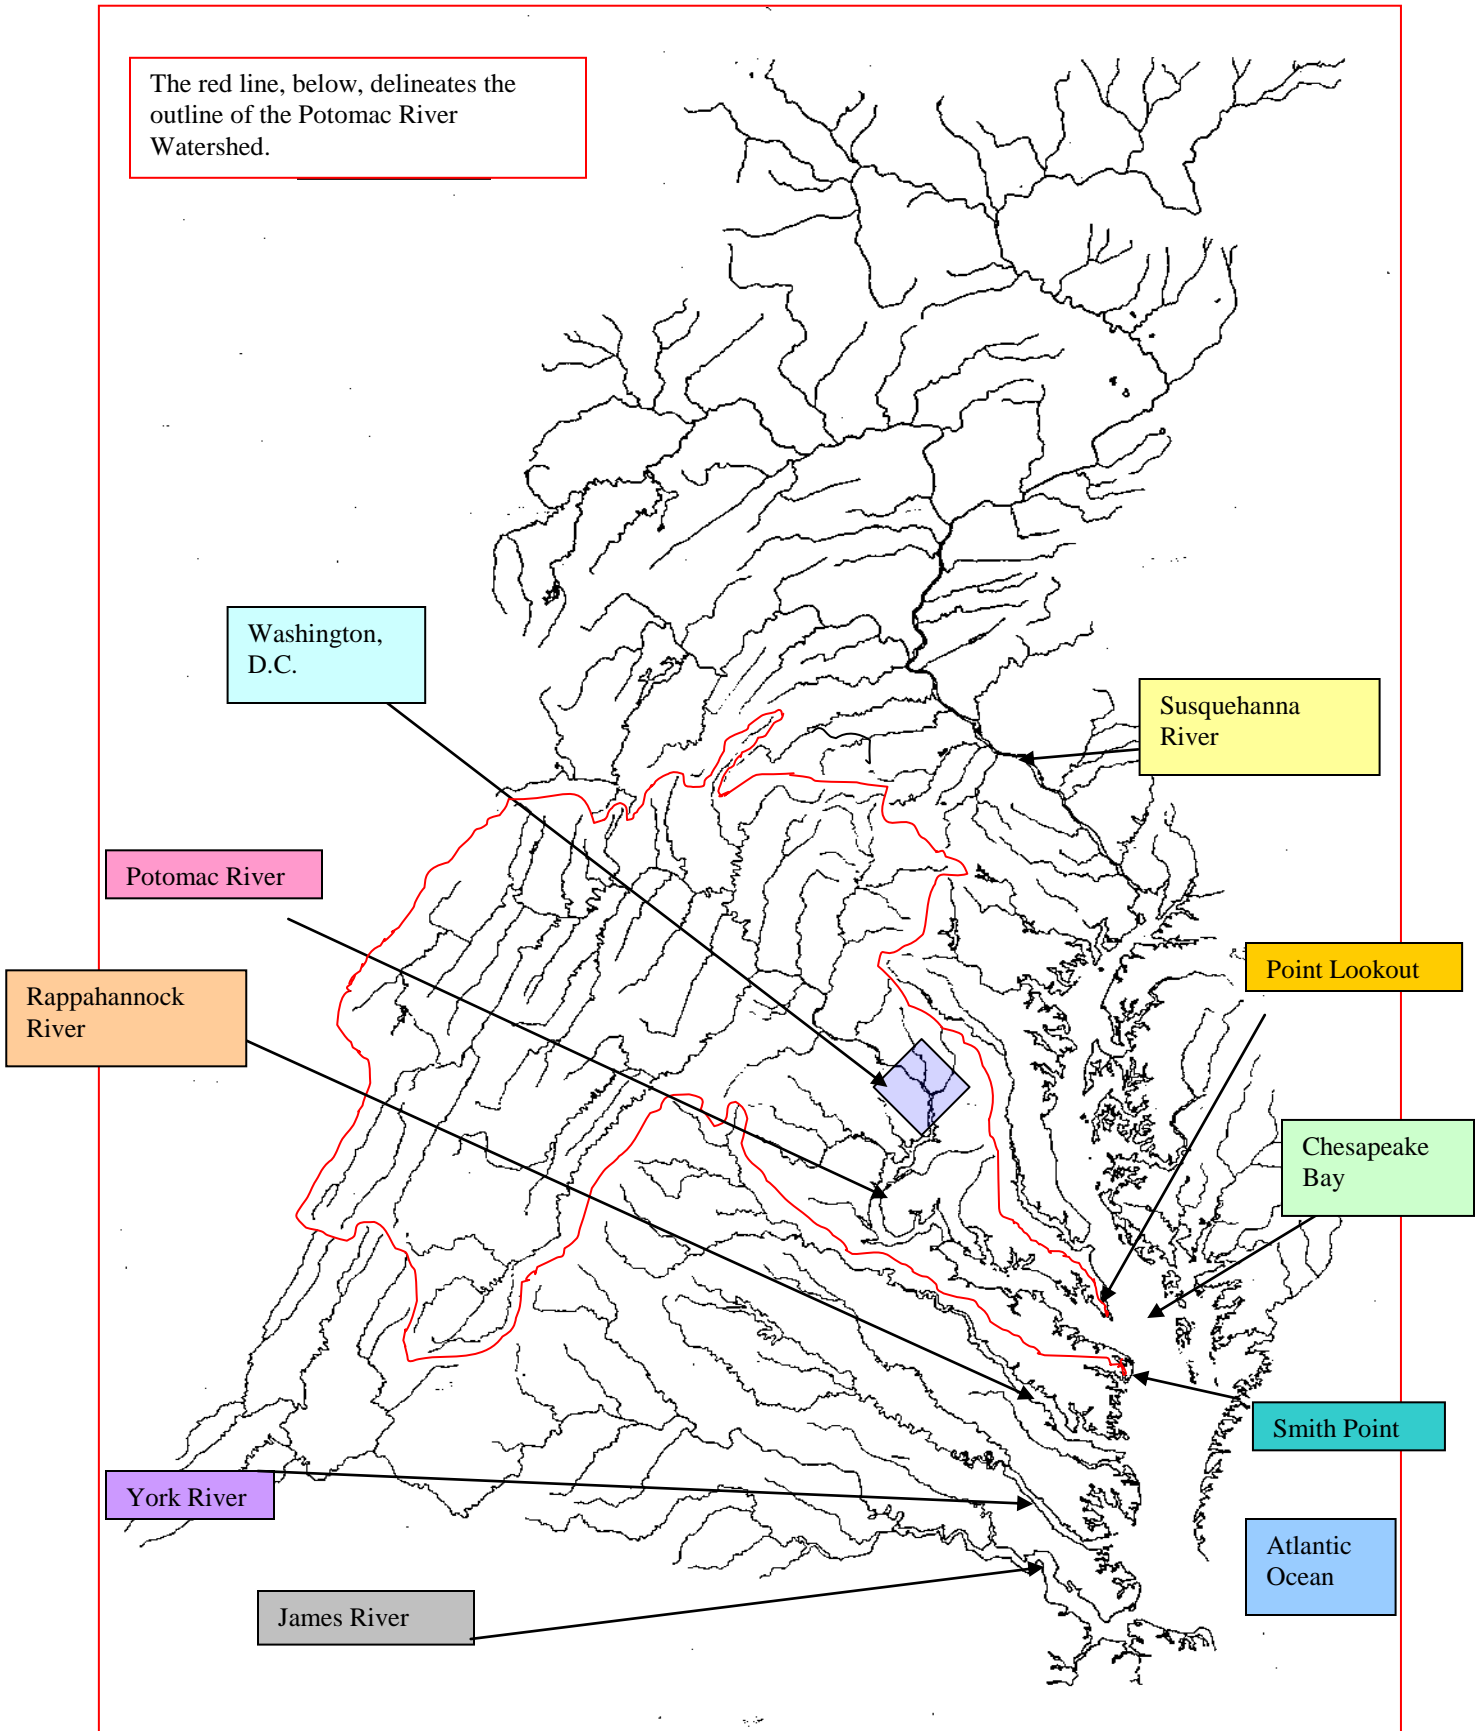 The red line, below, delineates the
outline of the Potomac River
Watershed.
Washington,
D.C.
Susquehanna
River
Potomac River
Point Lookout
Rappahannock
River
Chesapeake
Bay
Smith Point
York River
Atlantic
Ocean
James River